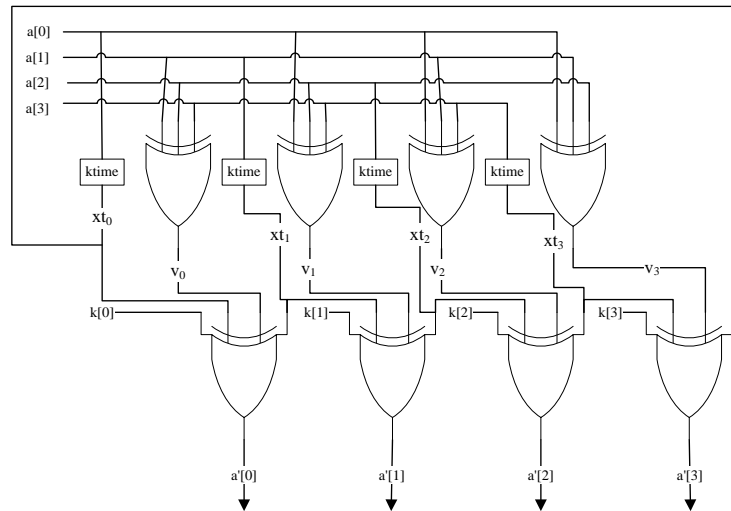 a[0]
a[1]
a[2]
a[3]
ktime ktime ktime ktime
xt0 xt1 xt2 xt3
v0 v1 v2 v3
k[0] k[1] k[2] k[3]
a'[0] a'[1] a'[2] a'[3]